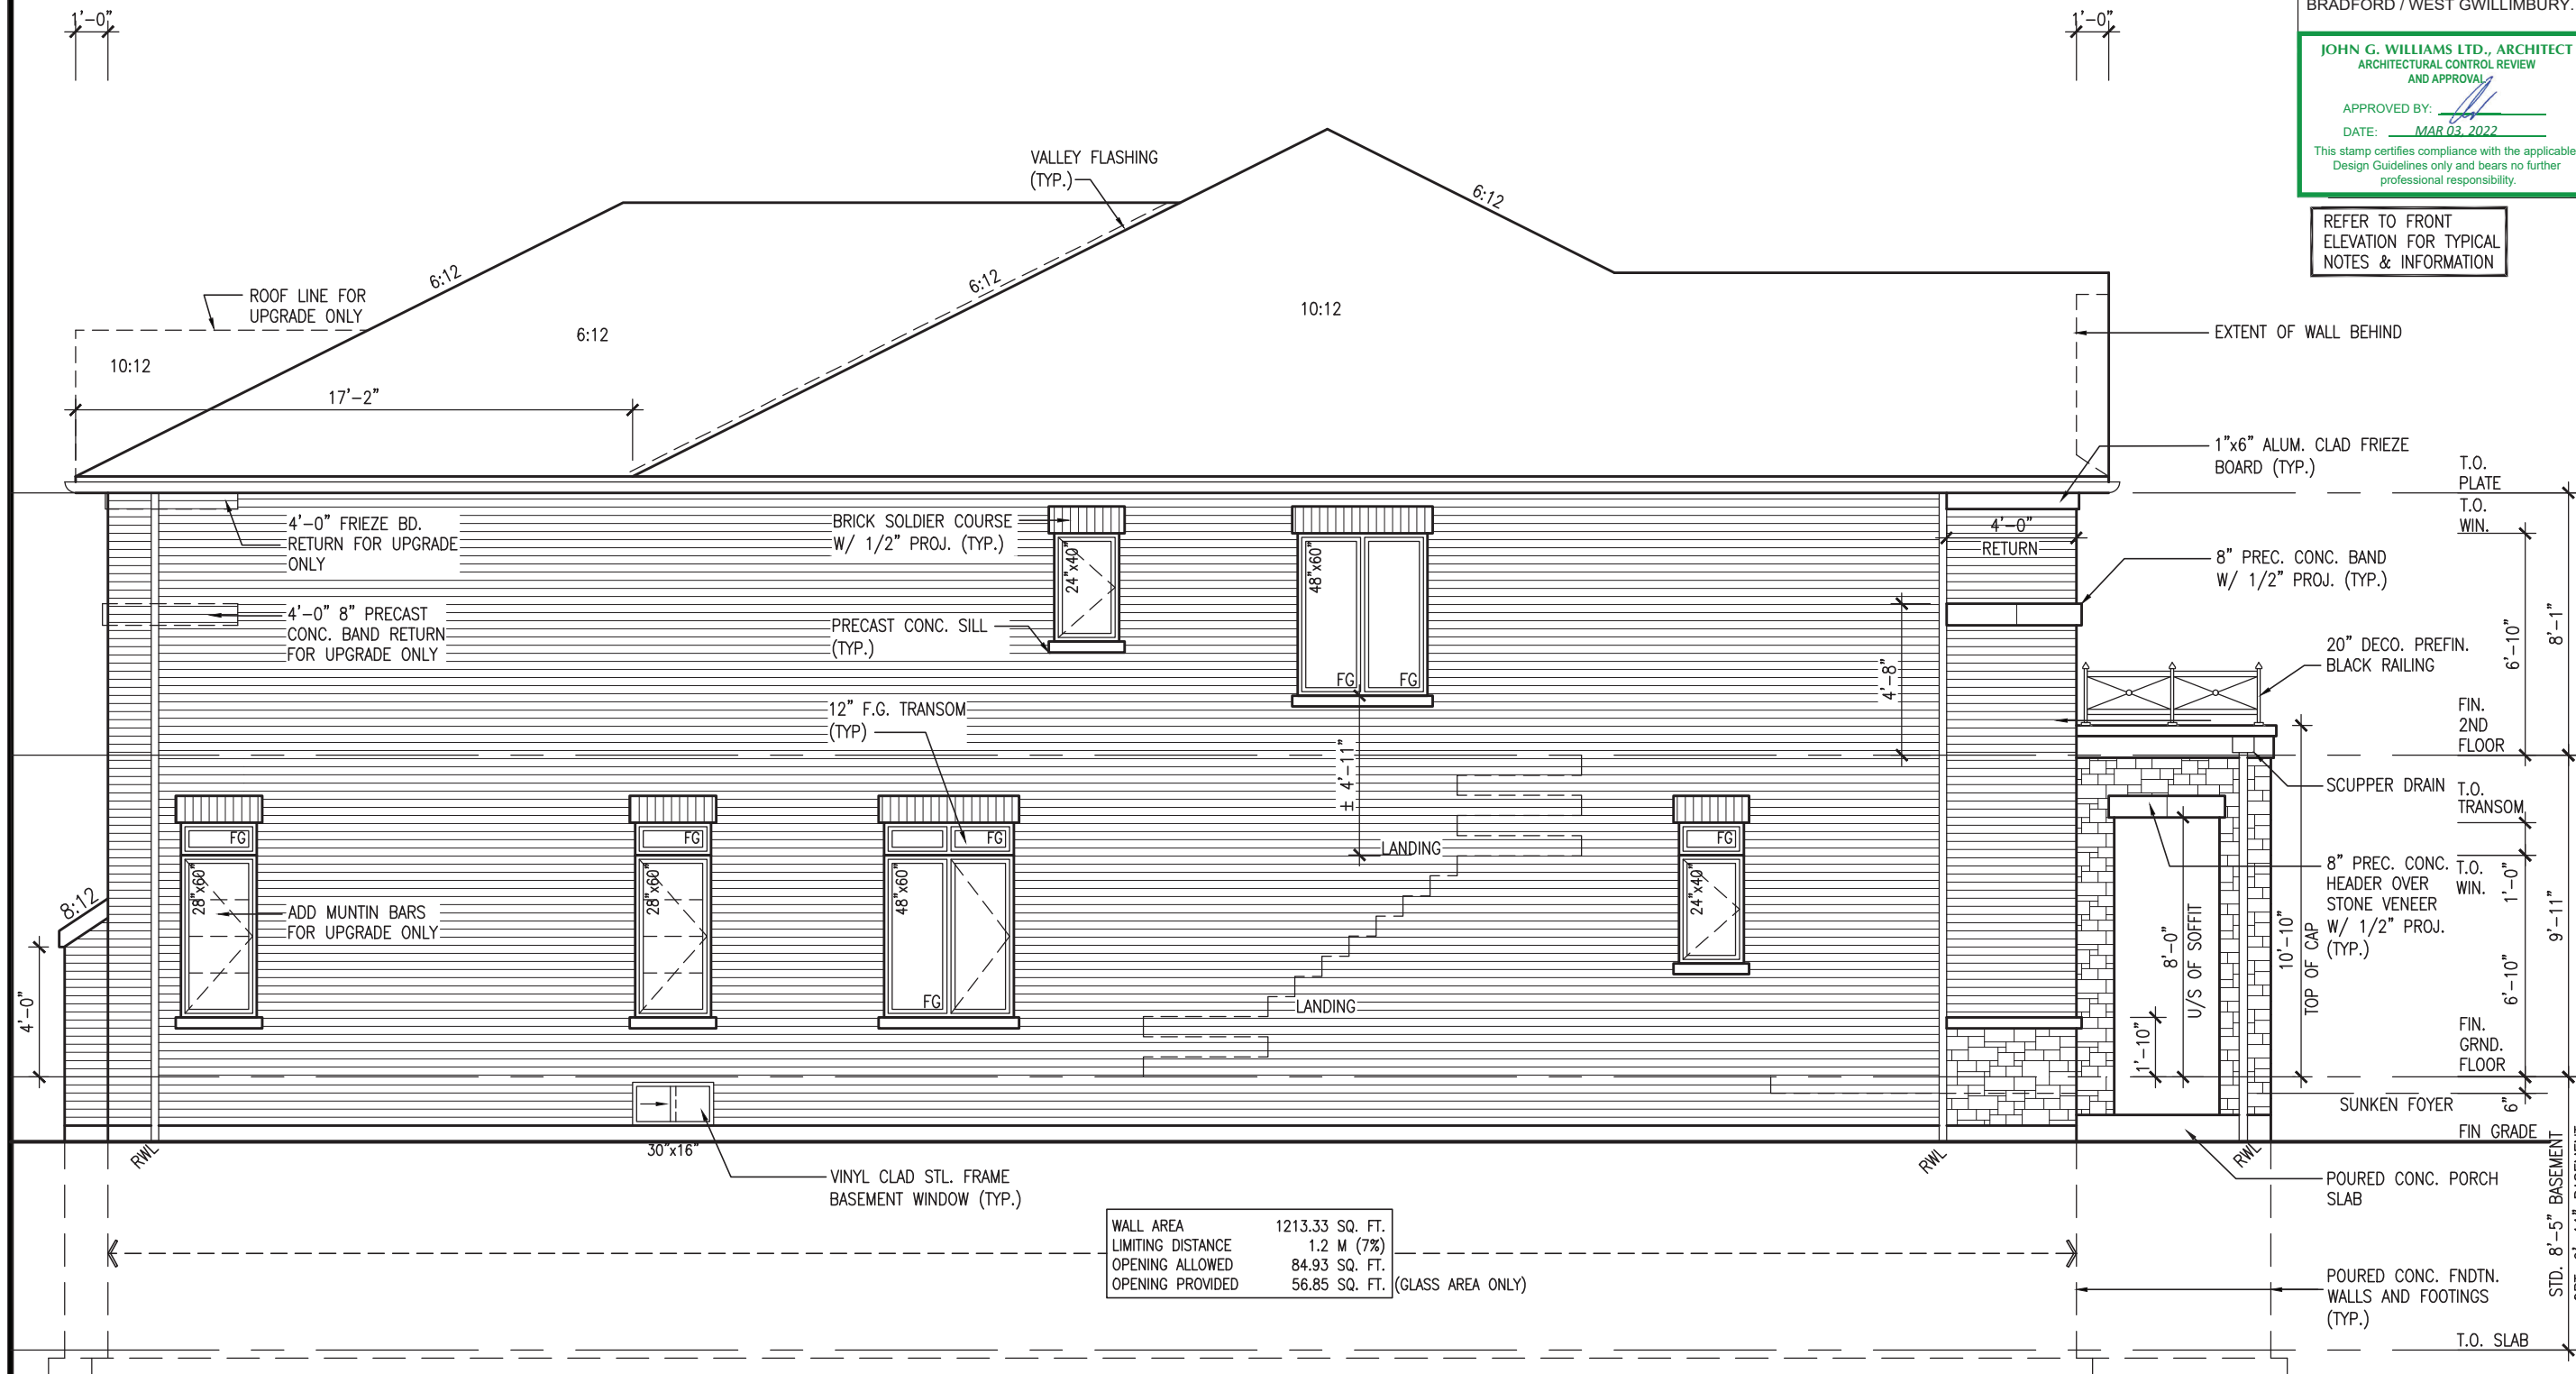 1'-0"
1'-0"
BRADFORD / WEST GWILLIMBURY.
JOHN G. WILLIAMS LTD., ARCHITECT
ARCHITECTURAL CONTROL REVIEW
AND APPROVAL
APPROVED BY:
DATE: MAR 03, 2022
This stamp certifies compliance with the applicable
Design Guidelines only and bears no further
professional responsibility.
REFER TO FRONT
ELEVATION FOR TYPICAL
NOTES & INFORMATION
VALLEY FLASHING
(TYP.)
6:12
6:12
6:12
ROOF LINE FOR
UPGRADE ONLY
10:12
6:12
10:12
17'-2"
EXTENT OF WALL BEHIND
1"x6" ALUM. CLAD FRIEZE
BOARD (TYP.)
T.O.
PLATE
T.O.
WIN.
4'-0" FRIEZE BD.
RETURN FOR UPGRADE
ONLY
BRICK SOLDIER COURSE
W/ 1/2" PROJ. (TYP.)
24"x40"
48"x60"
FG
FG
4'-0"
RETURN
8" PREC. CONC. BAND
W/ 1/2" PROJ. (TYP.)
4'-0" 8" PRECAST
CONC. BAND RETURN
FOR UPGRADE ONLY
PRECAST CONC. SILL
(TYP.)
4'-8"
6'-10"
8'-1"
20" DECO. PREFIN.
BLACK RAILING
12" F.G. TRANSOM
(TYP)
± 4'-1"
FIN.
2ND
FLOOR
SCUPPER DRAIN
T.O.
TRANSOM
FG
FG
FG
FG
LANDING
28"x60"
28"x60"
48"x60"
FG
24"x40"
8:12
ADD MUNTIN BARS
FOR UPGRADE ONLY
8" PREC. CONC.
HEADER OVER
STONE VENEER
W/ 1/2" PROJ.
(TYP.)
T.O.
WIN.
1'-0"
9'-11"
6'-10"
4'-0"
LANDING
8'-0"
U/S OF SOFFIT
10'-10"
TOP OF CAP
1'-10"
FIN.
GRND.
FLOOR
SUNKEN FOYER
6"
FIN GRADE
RWL
30"x16"
RWL
RWL
VINYL CLAD STL. FRAME
BASEMENT WINDOW (TYP.)
POURED CONC. PORCH
SLAB
STD. 8'-5" BASEMENT
WALL AREA 1213.33 SQ. FT.
LIMITING DISTANCE 1.2 M (7%)
OPENING ALLOWED 84.93 SQ. FT.
OPENING PROVIDED 56.85 SQ. FT. (GLASS AREA ONLY)
POURED CONC. FNDTN.
WALLS AND FOOTINGS
(TYP.)
T.O. SLAB